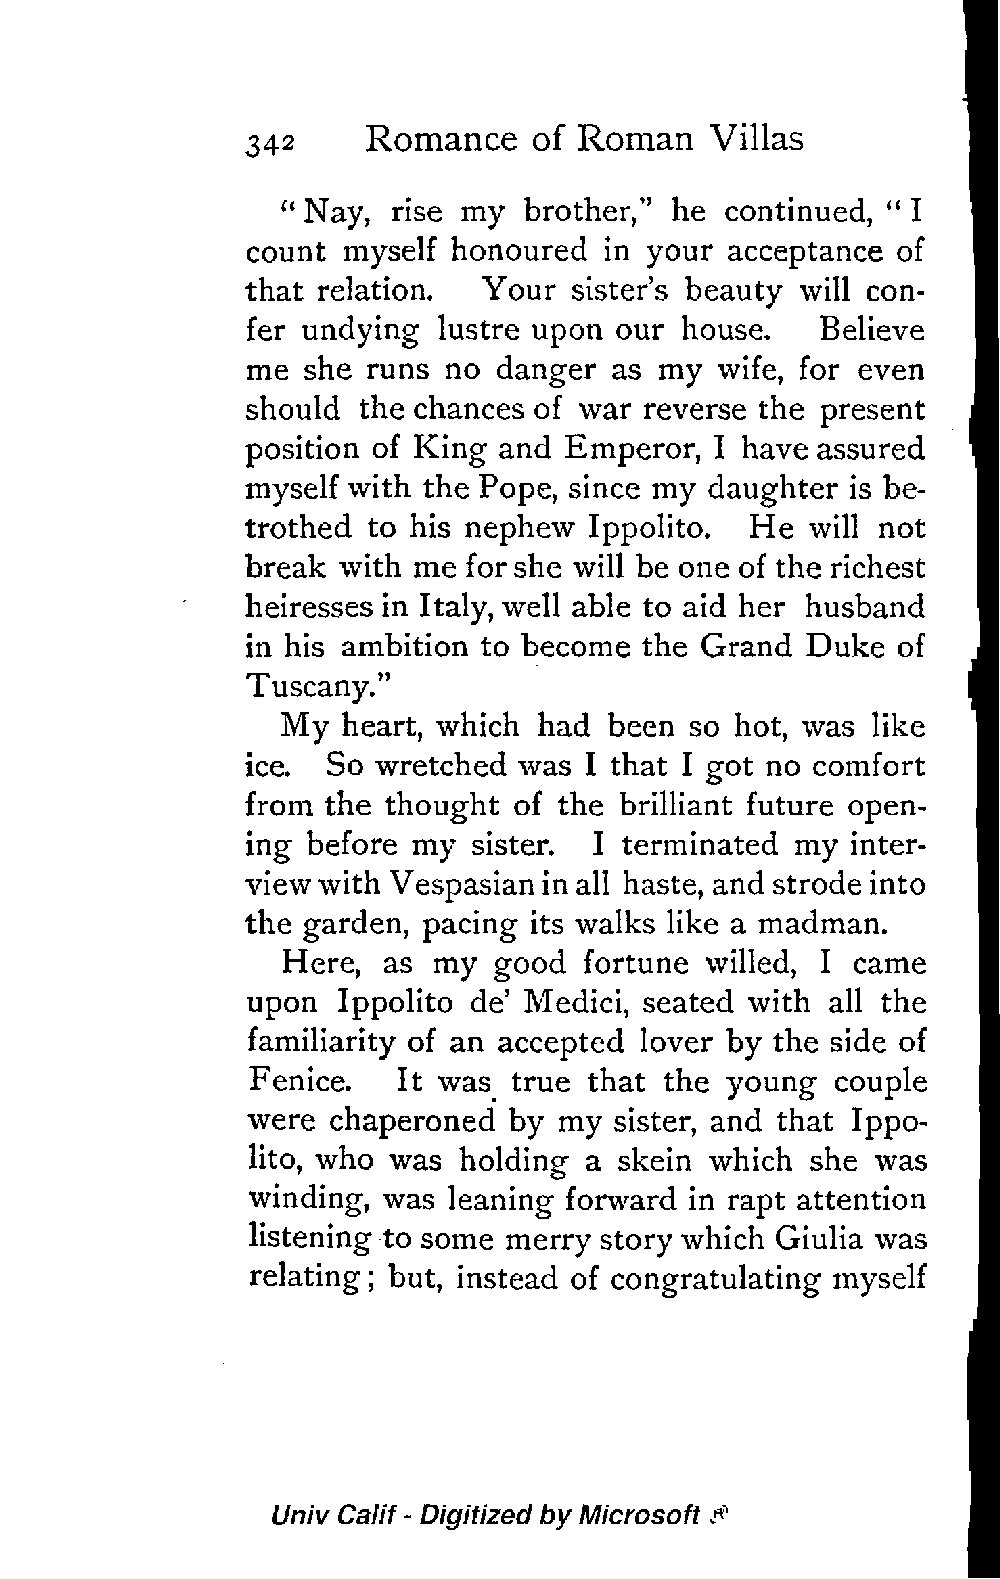 342 Romance of Roman Villas
“Nay, rise my brother,” he continued, “I
count myself honoured in your acceptance of
that relation. Your sister’s beauty will con-
fer undying lustre upon our house. Believe
me she runs no danger as my wife, for even
should the chances of war reverse the present
position of King and Emperor, I have assured
myself with the Pope, since my daughter is be-
trothed to his nephew Ippolito. He will not
break with me for she will be one of the richest
heiresses in Italy, well able to aid her husband
in his ambition to become the Grand Duke of
Tuscany.”
My heart, which had been so hot, was like
ice. So wretched was I that I got no comfort
from the thought of the brilliant future open-
ing before my sister. I terminated my inter-
view with Vespasian in all haste, and strode into
the garden, pacing its walks like a madman.
Here, as my good fortune willed, I came
upon Ippolito de’ Medici, seated with all the
familiarity of an accepted lover by the side of
Fenice. It was true that the young couple
were chaperoned by my sister, and that Ippo-
lito, who was holding a skein which she was
winding, was leaning forward in rapt attention
listening to some merry story which Giulia was
relating; but, instead of congratulating myself
Univ Calif - Digitized by Microsoft ®